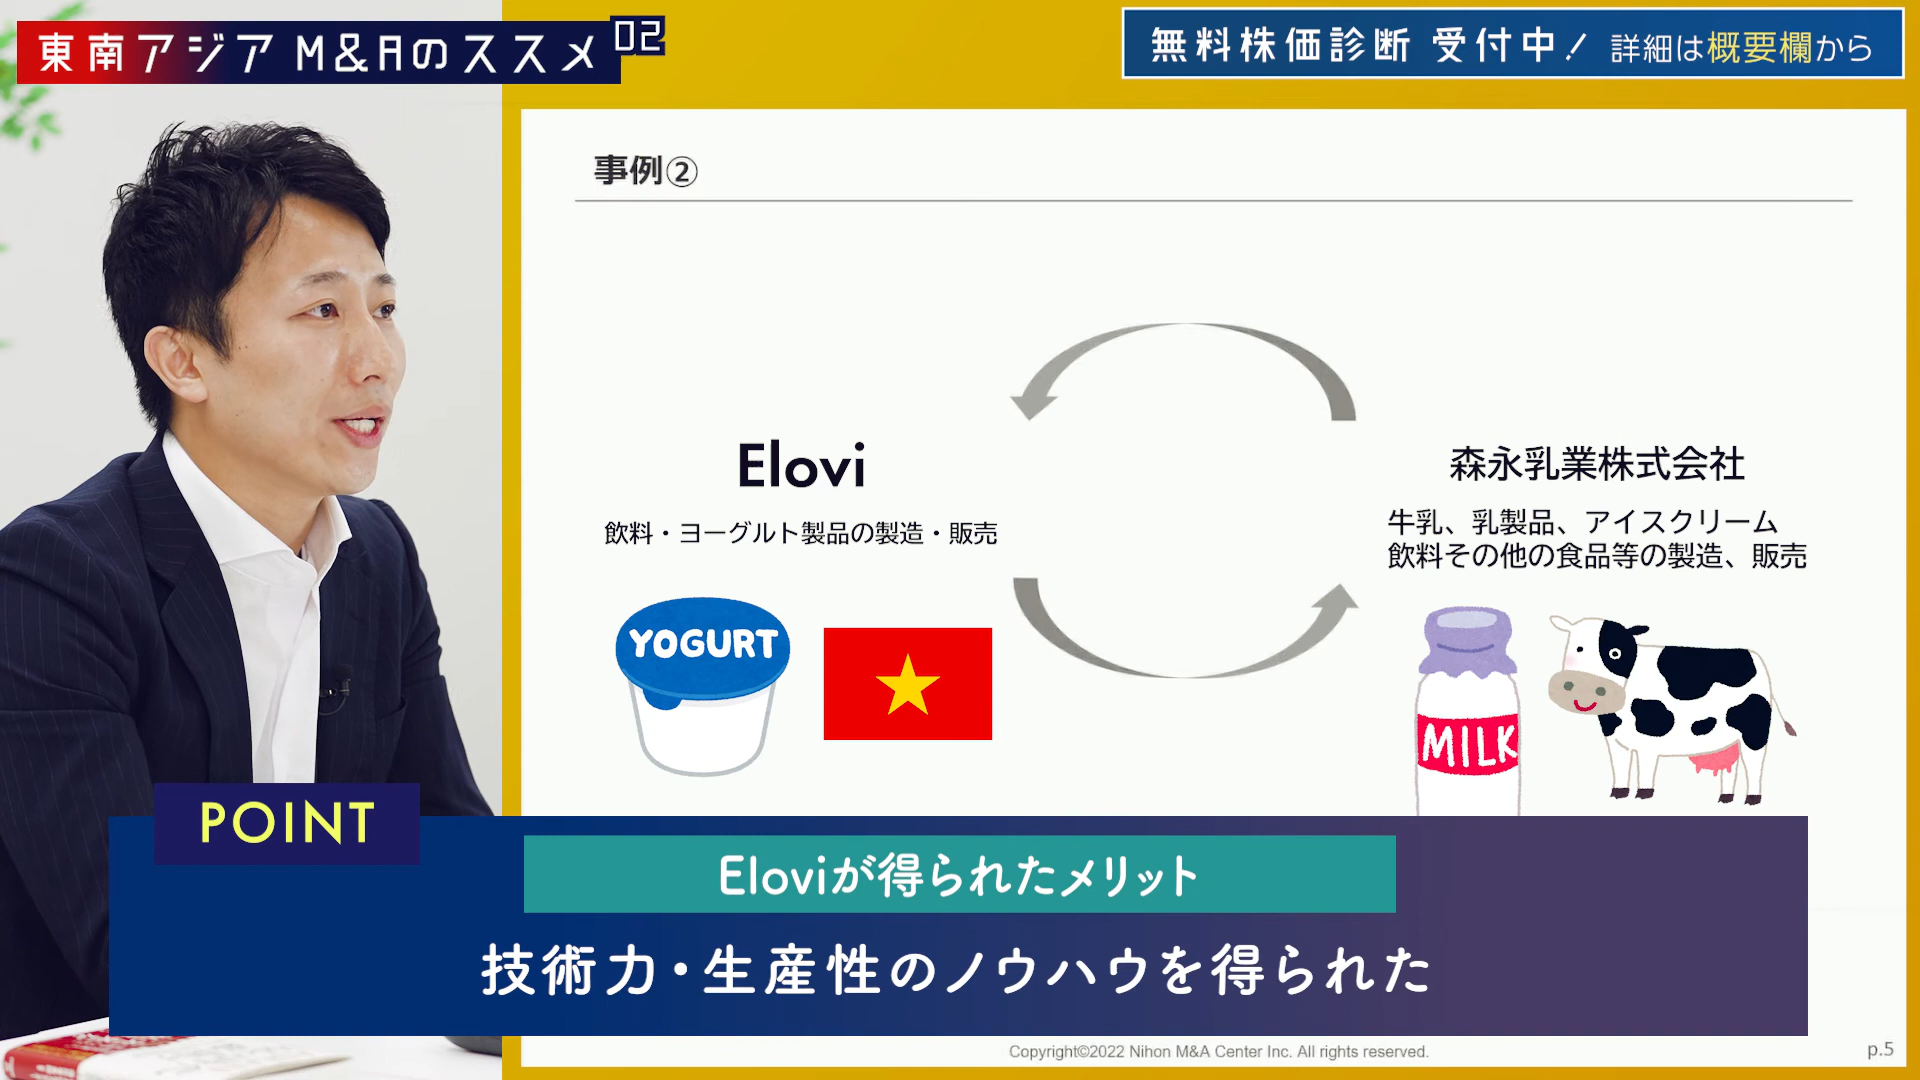 東南アジア M&Aのススメ 02
無料株価診断 受付中! 詳細は概要欄から
事例②
Elovi
飲料・ヨーグルト製品の製造・販売
YOGURT
森永乳業株式会社
牛乳、乳製品、アイスクリーム
飲料その他の食品等の製造、販売
MILK
POINT
Eloviが得られたメリット
技術力・生産性のノウハウを得られた
Copyright©2022 Nihon M&A Center Inc. All rights reserved.
p.5